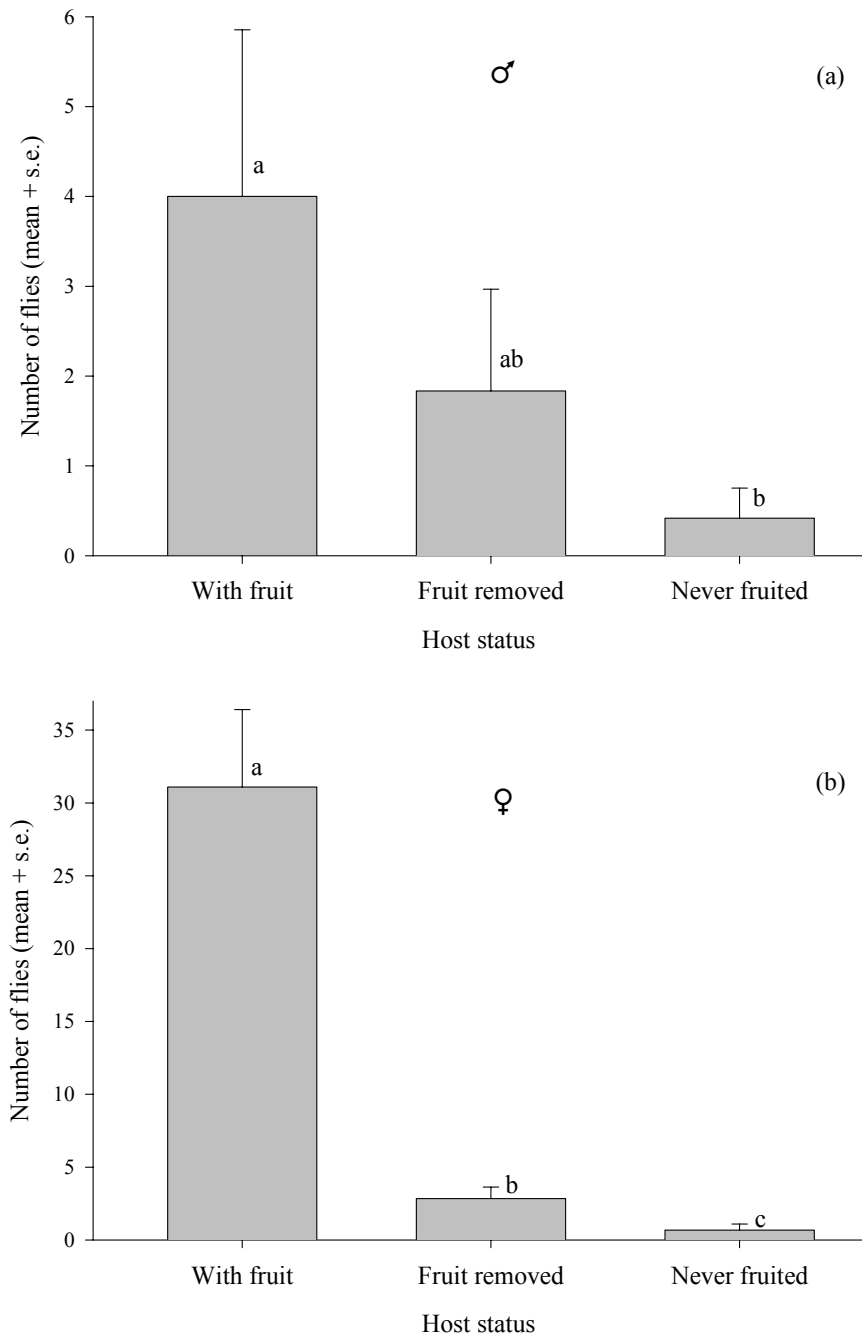 6
5
4
3
2
1
0
Number of flies (mean + s.e.)
♂
(a)
a
ab
b
With fruit Fruit removed Never fruited
Host status
35
30
25
20
15
10
5
0
Number of flies (mean + s.e.)
♀
(b)
a
b
c
With fruit Fruit removed Never fruited
Host status